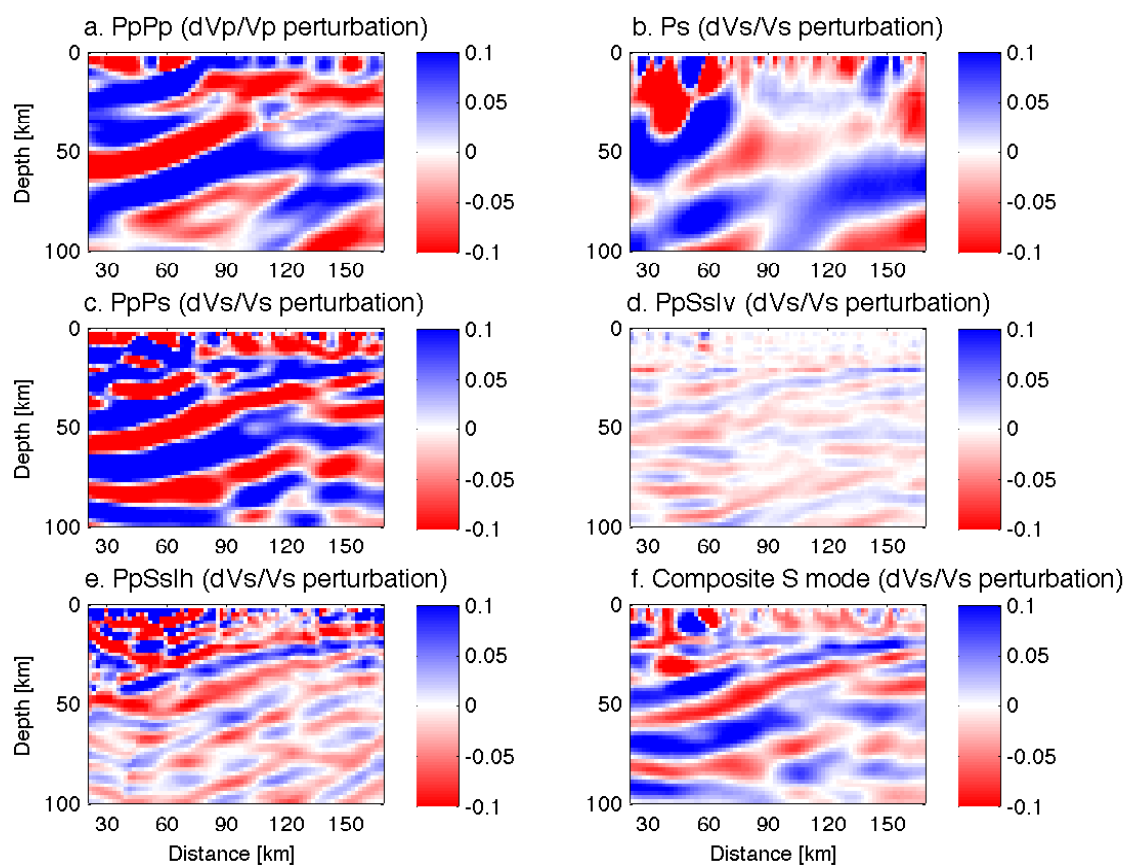 a. PpPp (dVp/Vp perturbation)
b. Ps (dVs/Vs perturbation)
0
50
100
Depth [km]
30 60 90 120 150
0.1
0.05
0
-0.05
-0.1
0
50
100
30 60 90 120 150
0.1
0.05
0
-0.05
-0.1
c. PpPs (dVs/Vs perturbation)
d. PpSslv (dVs/Vs perturbation)
0
50
100
Depth [km]
30 60 90 120 150
0.1
0.05
0
-0.05
-0.1
0
50
100
30 60 90 120 150
0.1
0.05
0
-0.05
-0.1
e. PpSslh (dVs/Vs perturbation)
f. Composite S mode (dVs/Vs perturbation)
0
50
100
Depth [km]
30 60 90 120 150
Distance [km]
0.1
0.05
0
-0.05
-0.1
0
50
100
30 60 90 120 150
Distance [km]
0.1
0.05
0
-0.05
-0.1